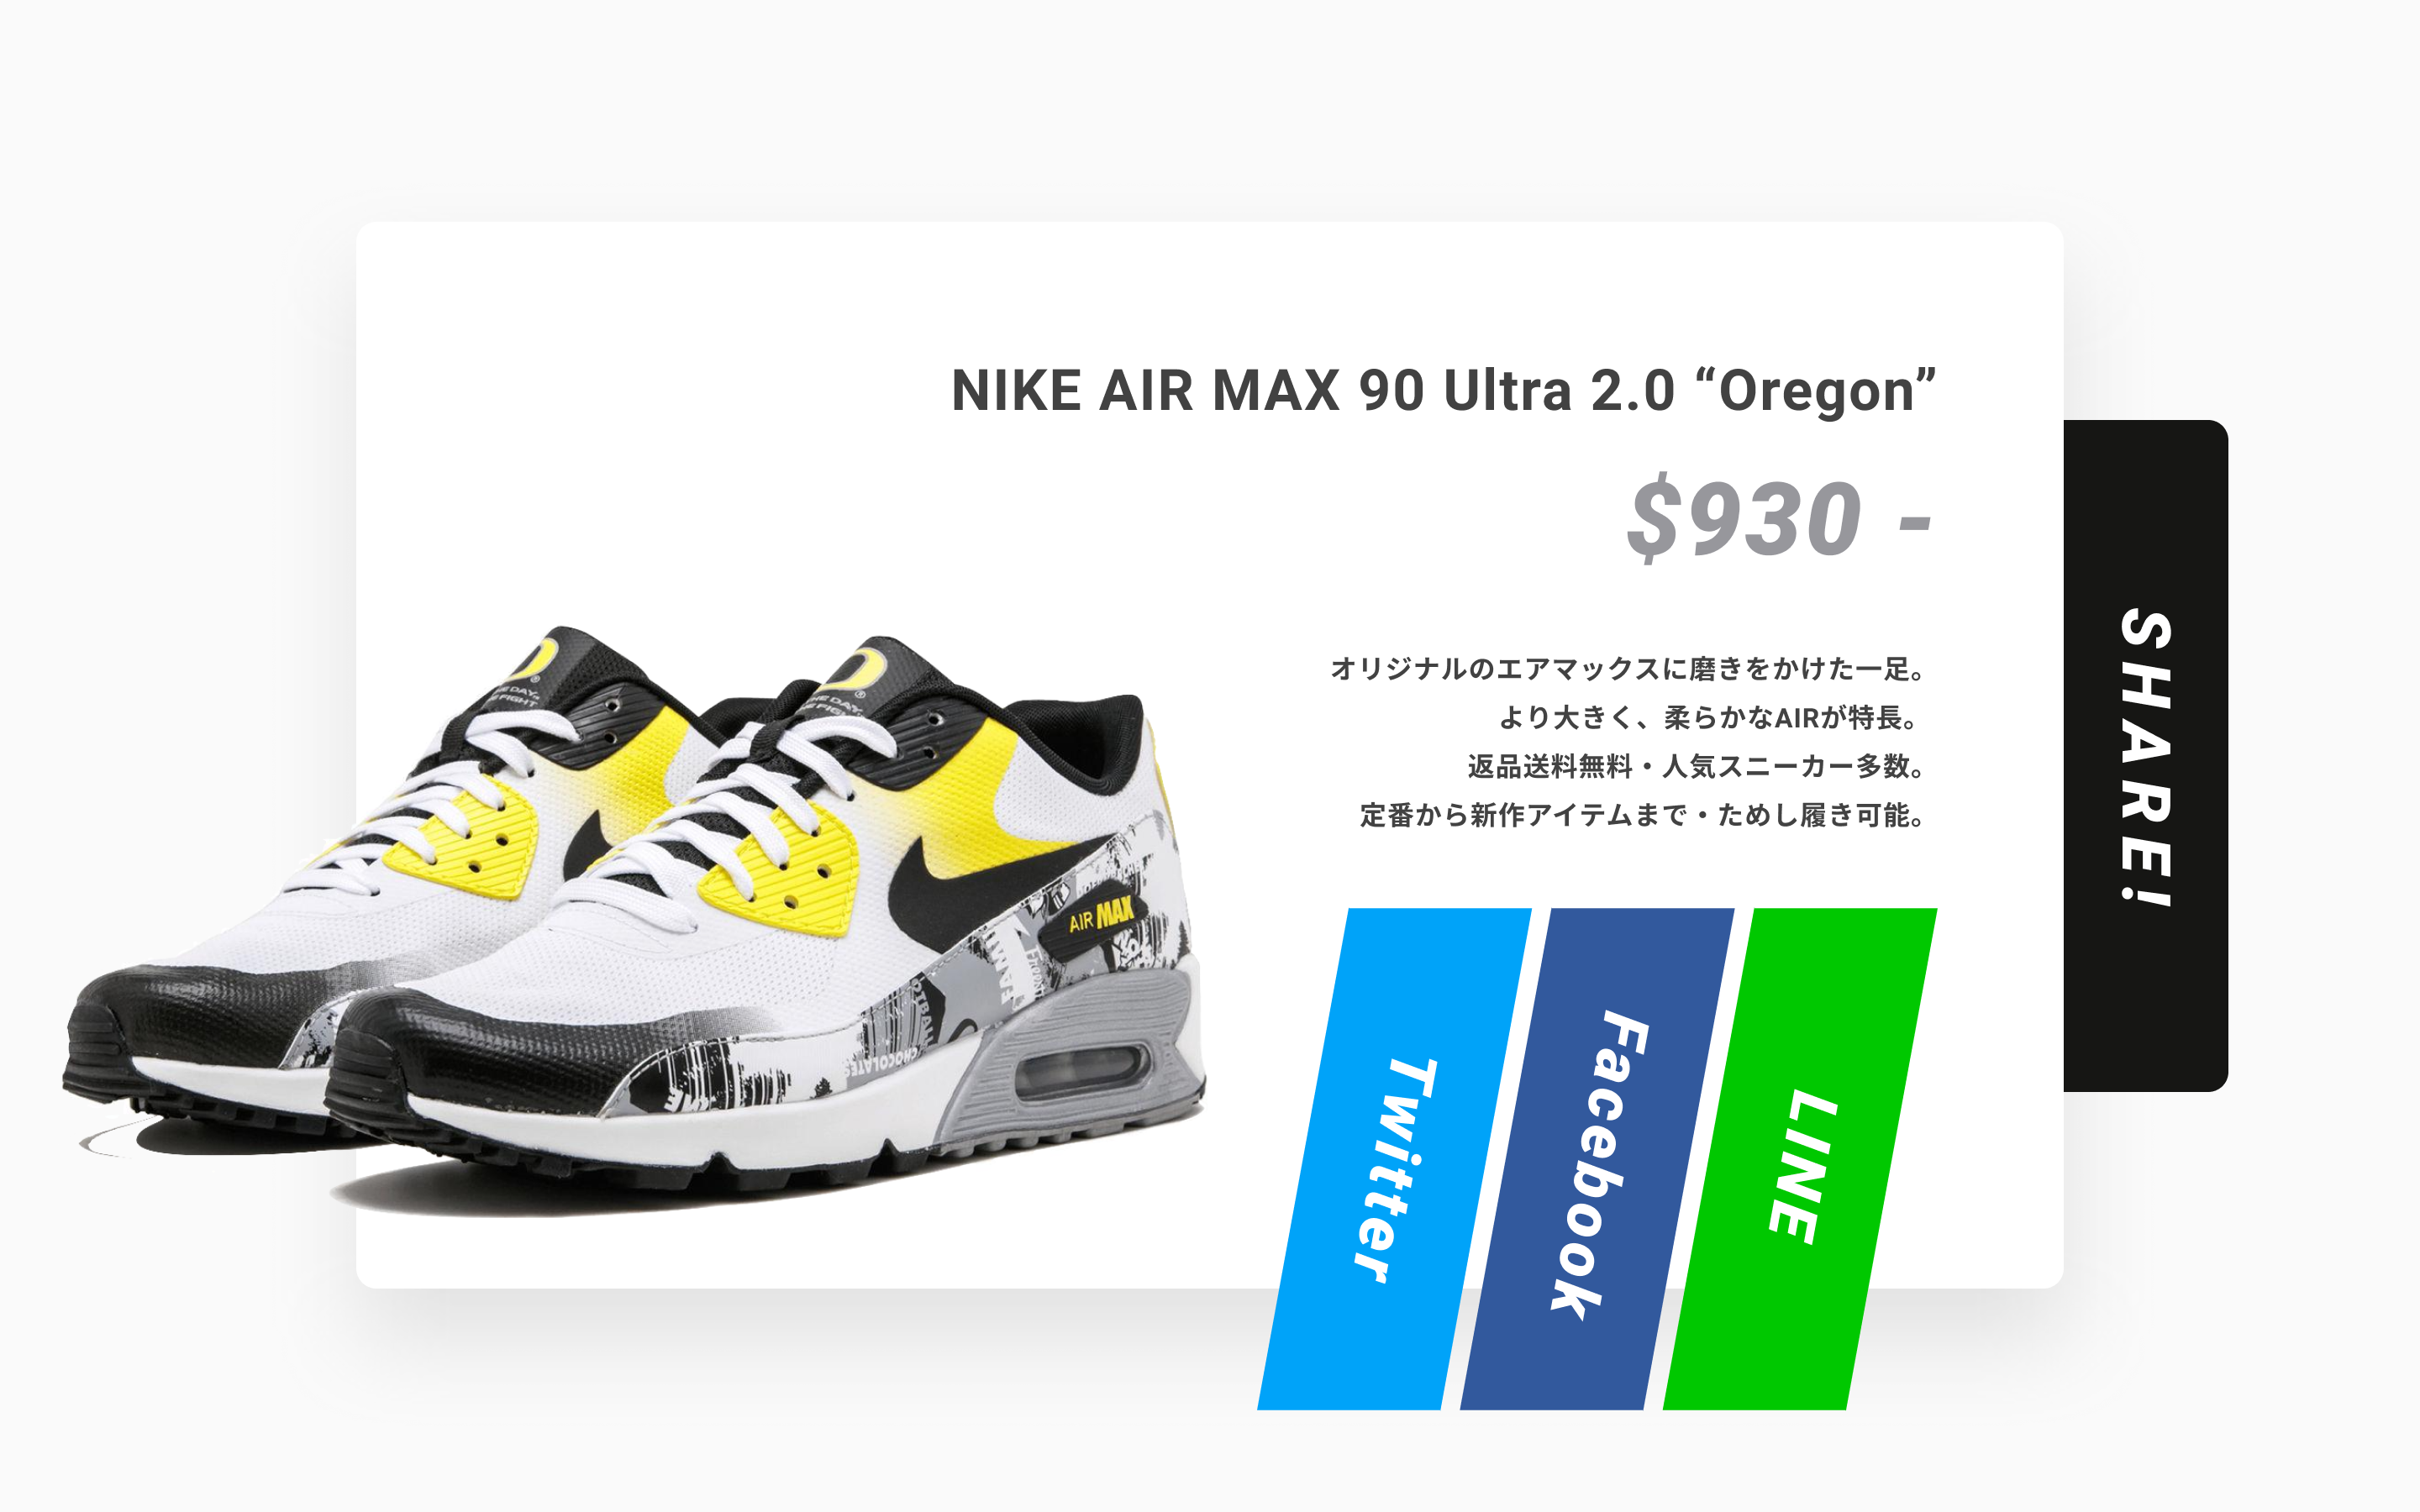 NIKE AIR MAX 90 Ultra 2.0 “Oregon”
$930 -
オリジナルのエアマックスに磨きをかけた一足。
より大きく、柔らかなAIRが特長。
返品送料無料・人気スニーカー多数。
定番から新作アイテムまで・ためし履き可能。
SHARE!
Twitter
Facebook
LINE
AIR MAX
CHOCOLATES